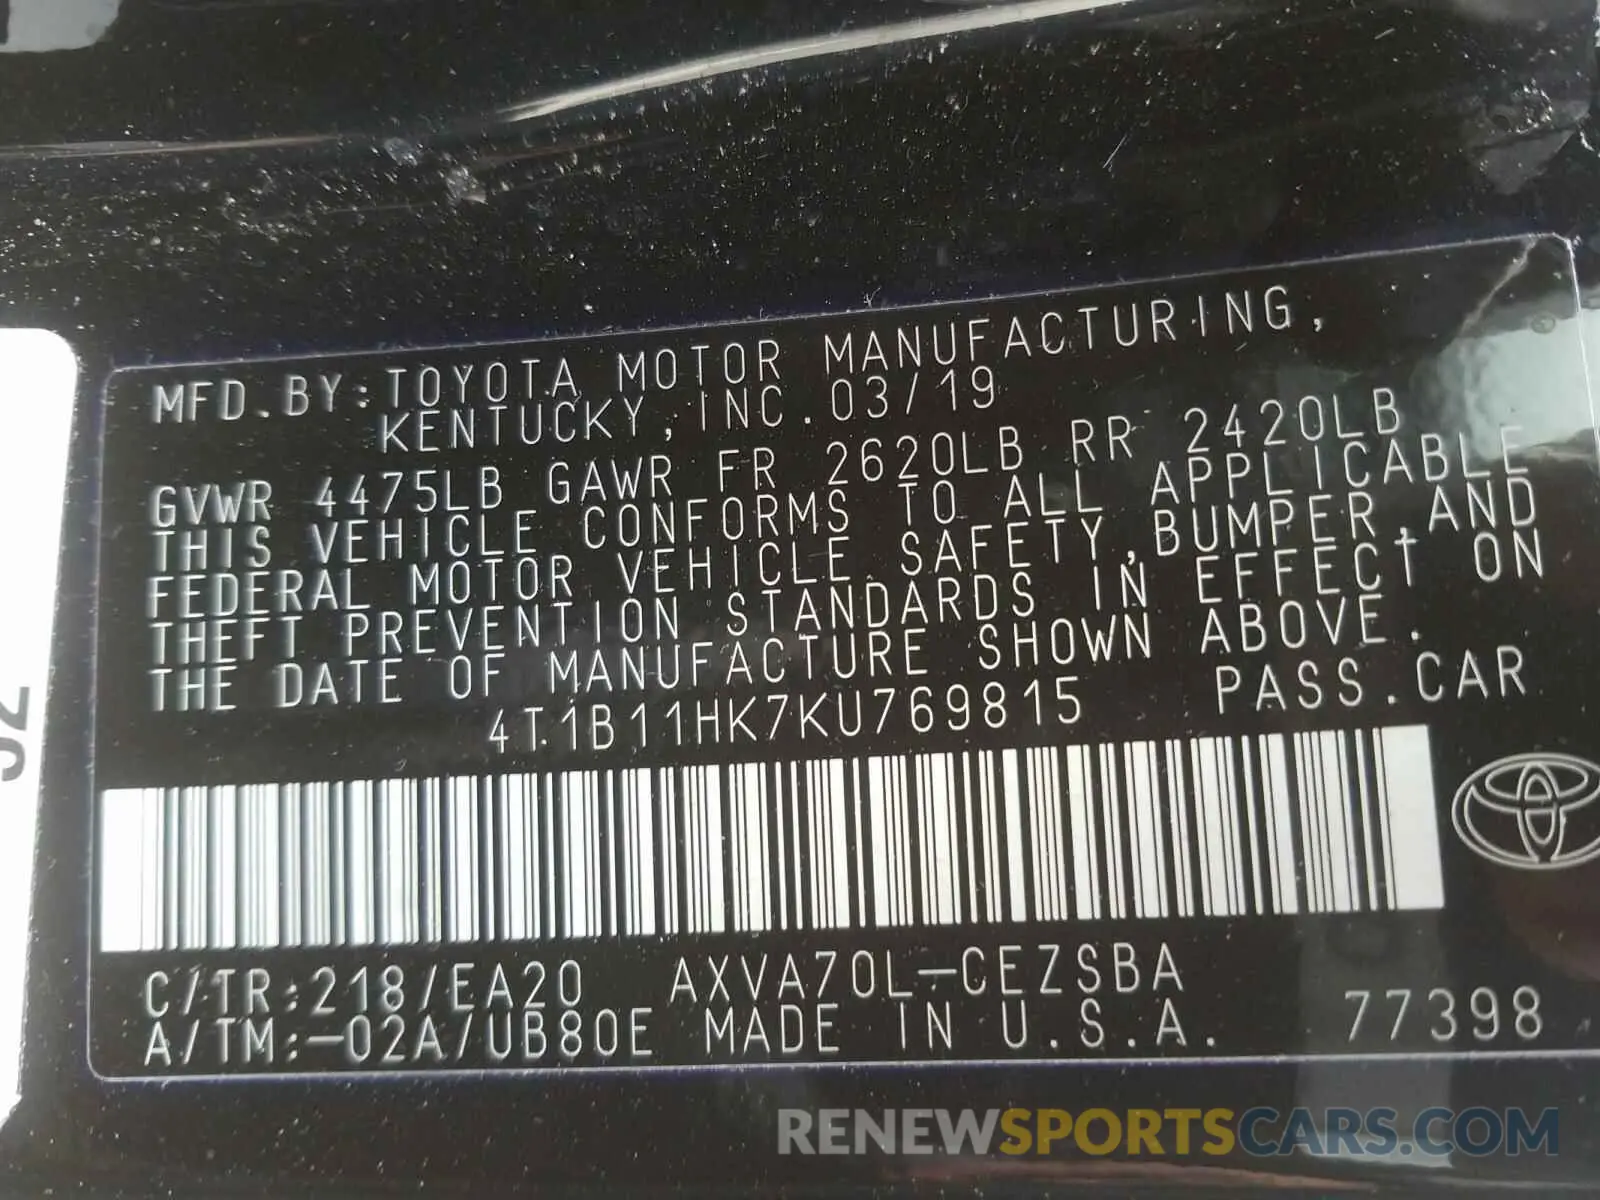 MFD.BY:TOYOTA MOTOR MANUFACTURING,
KENTUCKY,INC.03/19
GVWR 4475LB GAWR FR 2620LB RR 2420LB
THIS VEHICLE CONFORMS TO ALL APPLICABLE
FEDERAL MOTOR VEHICLE SAFETY,BUMPER,AND
THEFT PREVENTION STANDARDS IN EFFECT ON
THE DATE OF MANUFACTURE SHOWN ABOVE.
4T1B11HK7KU769815 PASS.CAR
C/TR:218/EA20 AXVA70L-CEZSBA
A/TM:-02A/UB80E MADE IN U.S.A. 77398
RENEWSPORTSCARS.COM